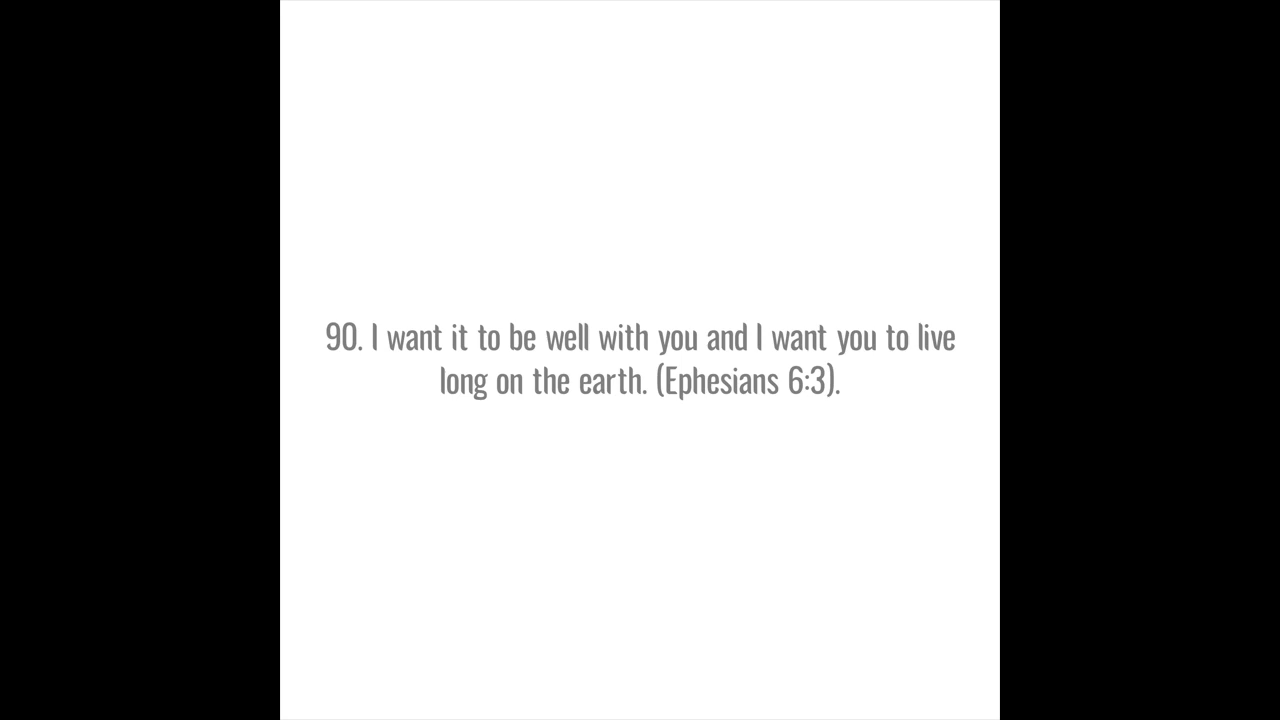 90. I want it to be well with you and I want you to live
long on the earth. (Ephesians 6:3).